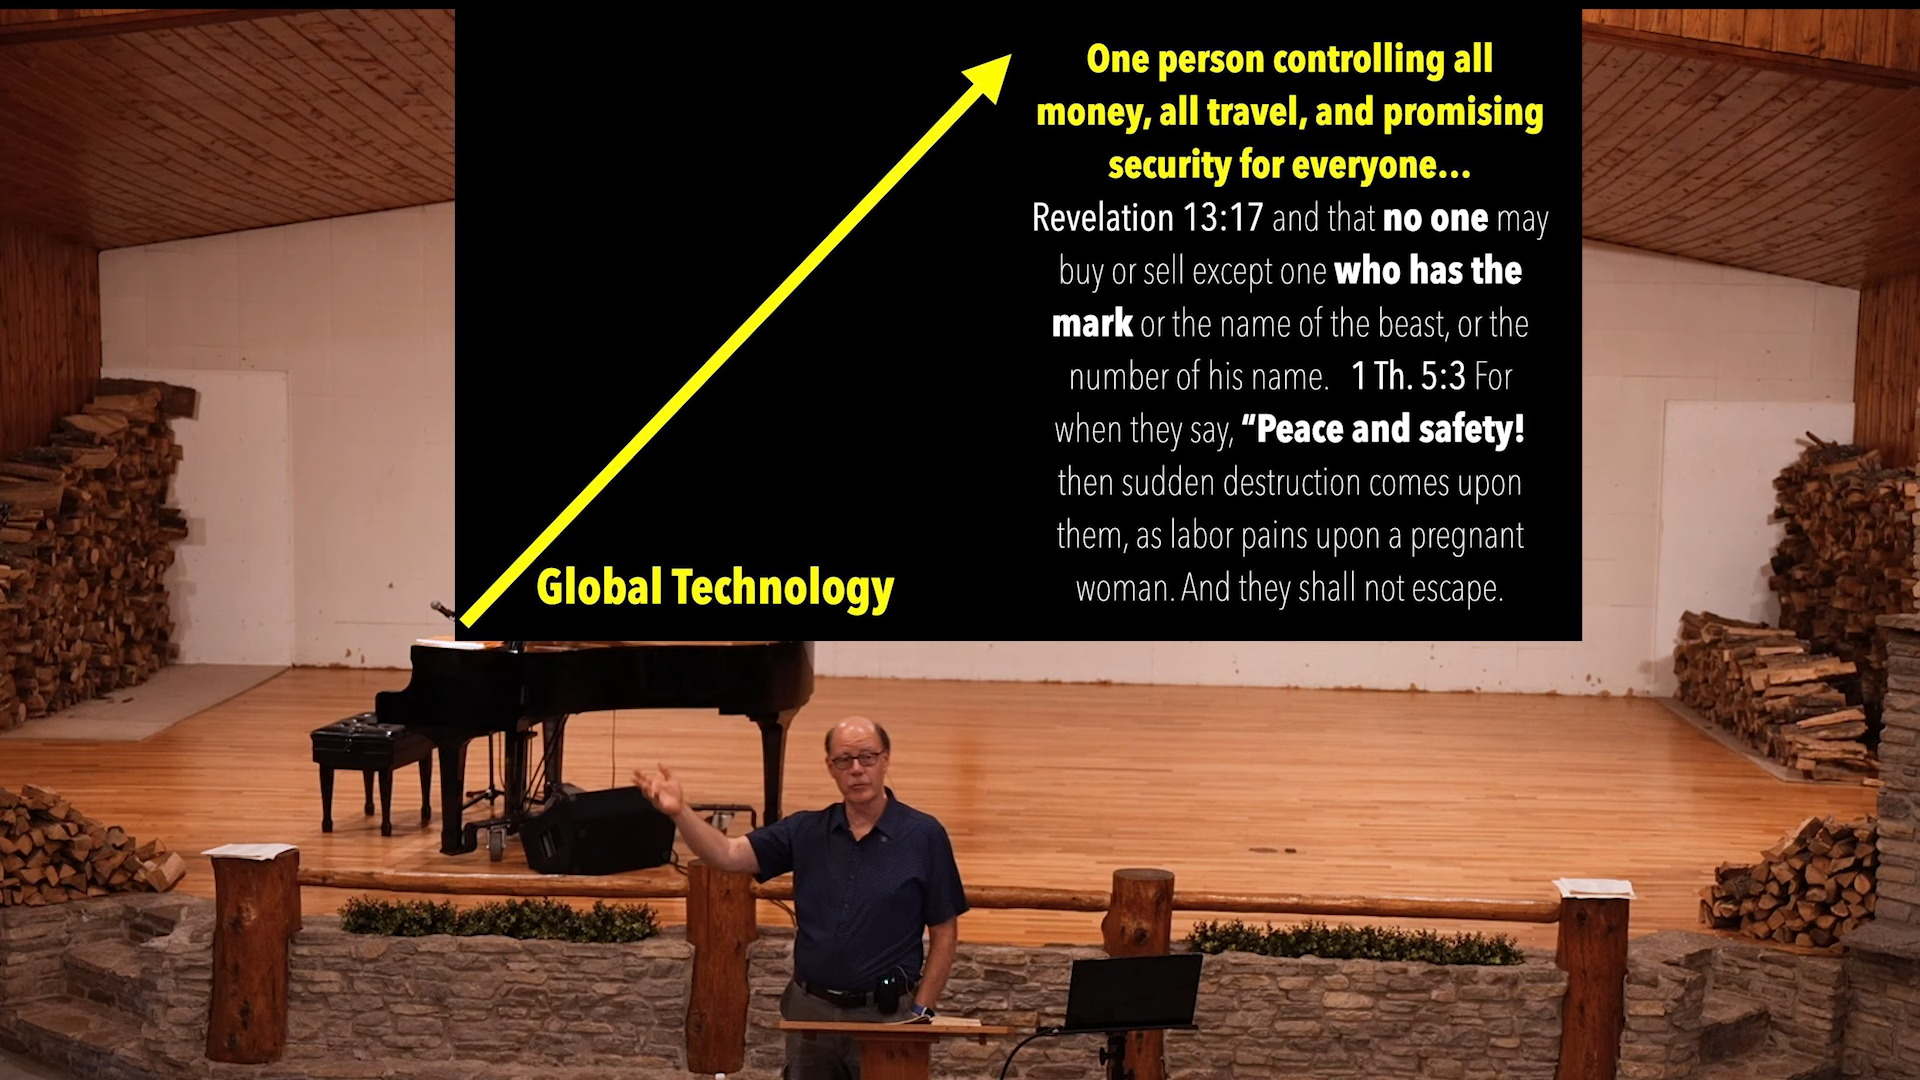 One person controlling all
money, all travel, and promising
security for everyone...
Revelation 13:17 and that no one may
buy or sell except one who has the
mark or the name of the beast, or the
number of his name.   1 Th. 5:3 For
when they say, “Peace and safety!
then sudden destruction comes upon
them, as labor pains upon a pregnant
woman. And they shall not escape.
Global Technology